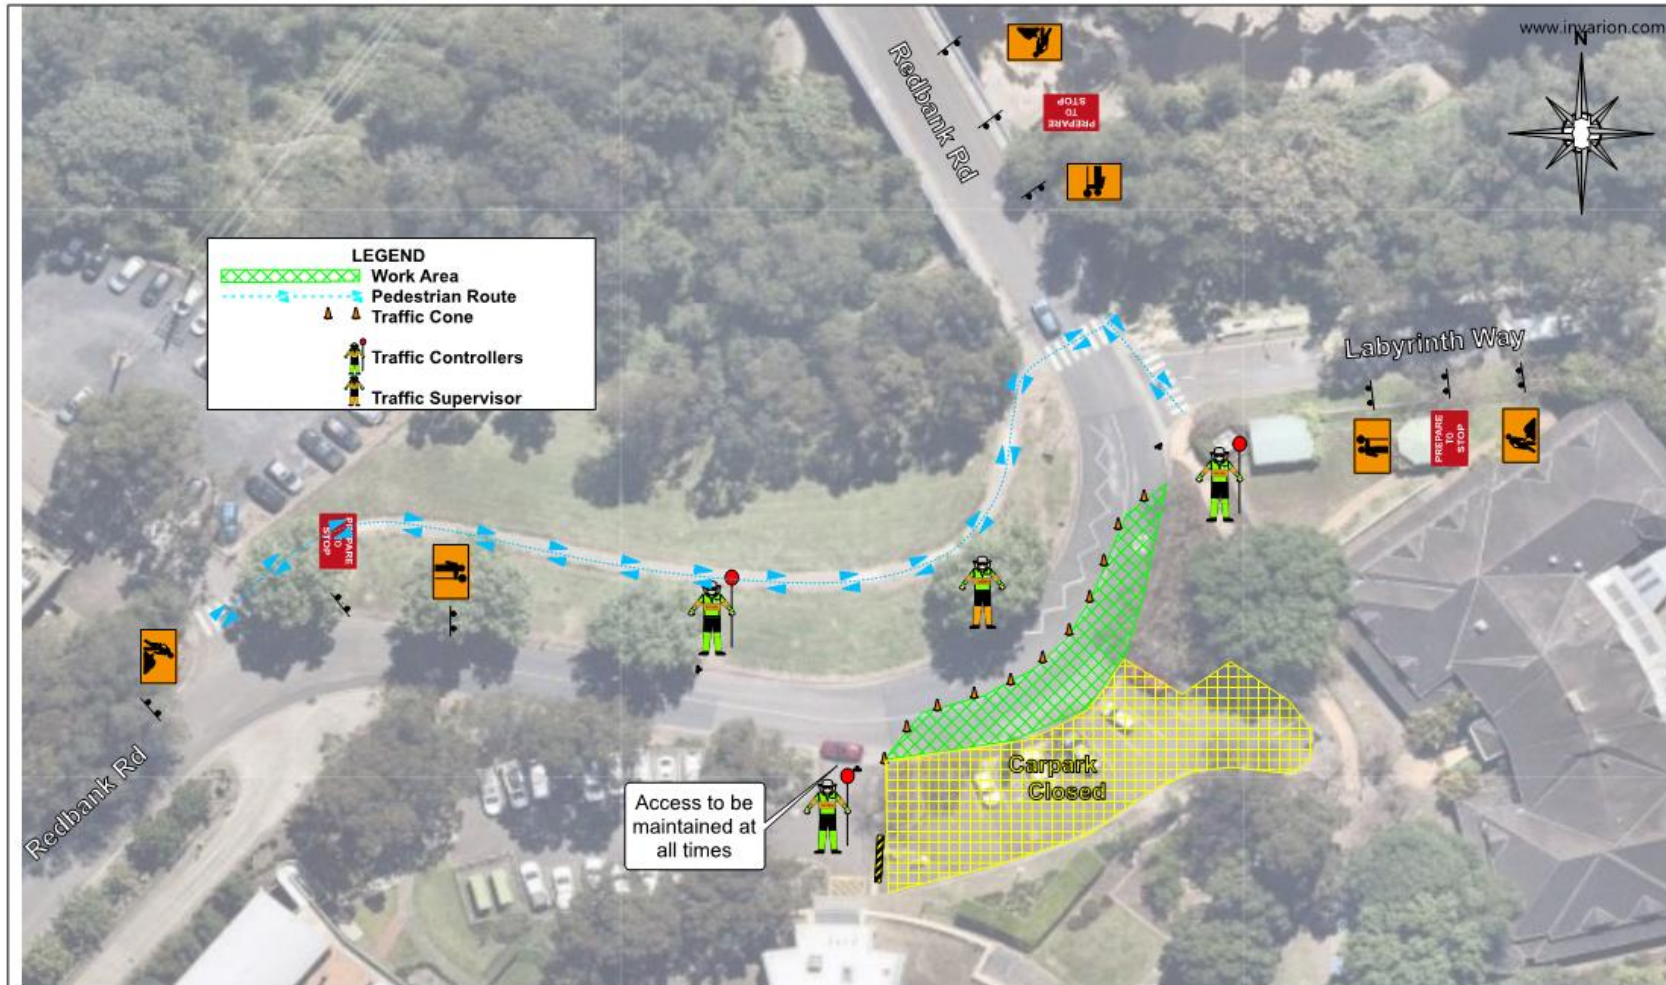 www.invarion.com
N
Redbank Rd
PREPARE
TO
STOP
LEGEND
Work Area
Pedestrian Route
Traffic Cone
Traffic Controllers
Traffic Supervisor
Labyrinth Way
PREPARE
TO
STOP
PREPARE
TO
STOP
Redbank Rd
Carpark
Closed
Access to be
maintained at
all times